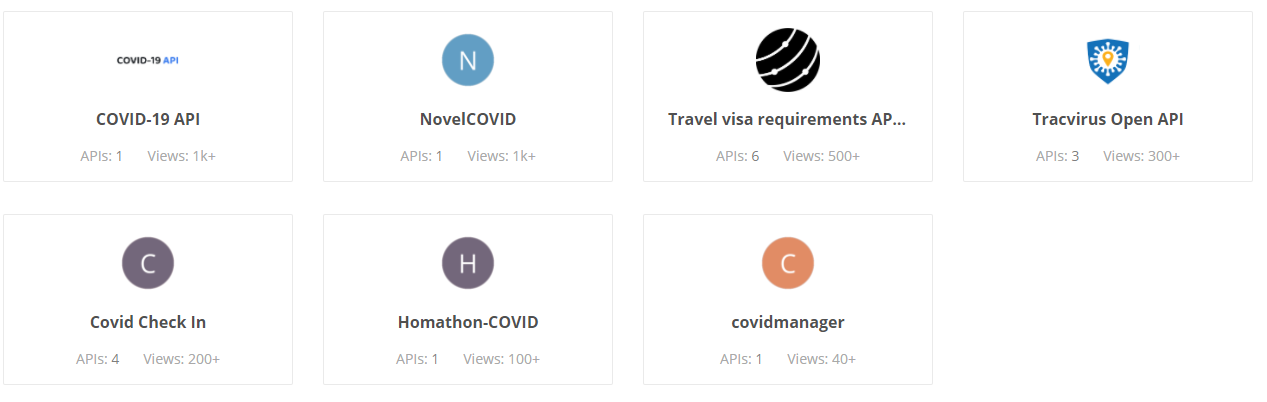 COVID-19 API
COVID-19 API
APIs: 1 Views: 1k+
N
NovelCOVID
APIs: 1 Views: 1k+
Travel visa requirements AP...
APIs: 6 Views: 500+
Tracvirus Open API
APIs: 3 Views: 300+
C
Covid Check In
APIs: 4 Views: 200+
H
Homathon-COVID
APIs: 1 Views: 100+
C
covidmanager
APIs: 1 Views: 40+